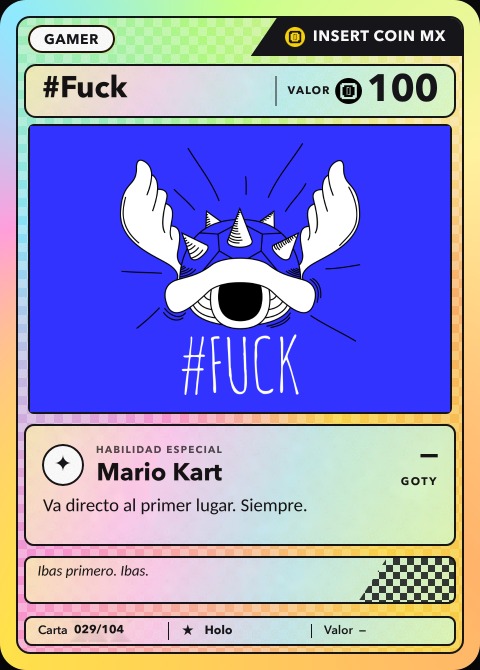 GAMER
INSERT COIN MX
#Fuck
VALOR 100
#FUCK
HABILIDAD ESPECIAL
Mario Kart
–
GOTY
Va directo al primer lugar. Siempre.
Ibas primero. Ibas.
Carta 029/104 ★ Holo Valor –